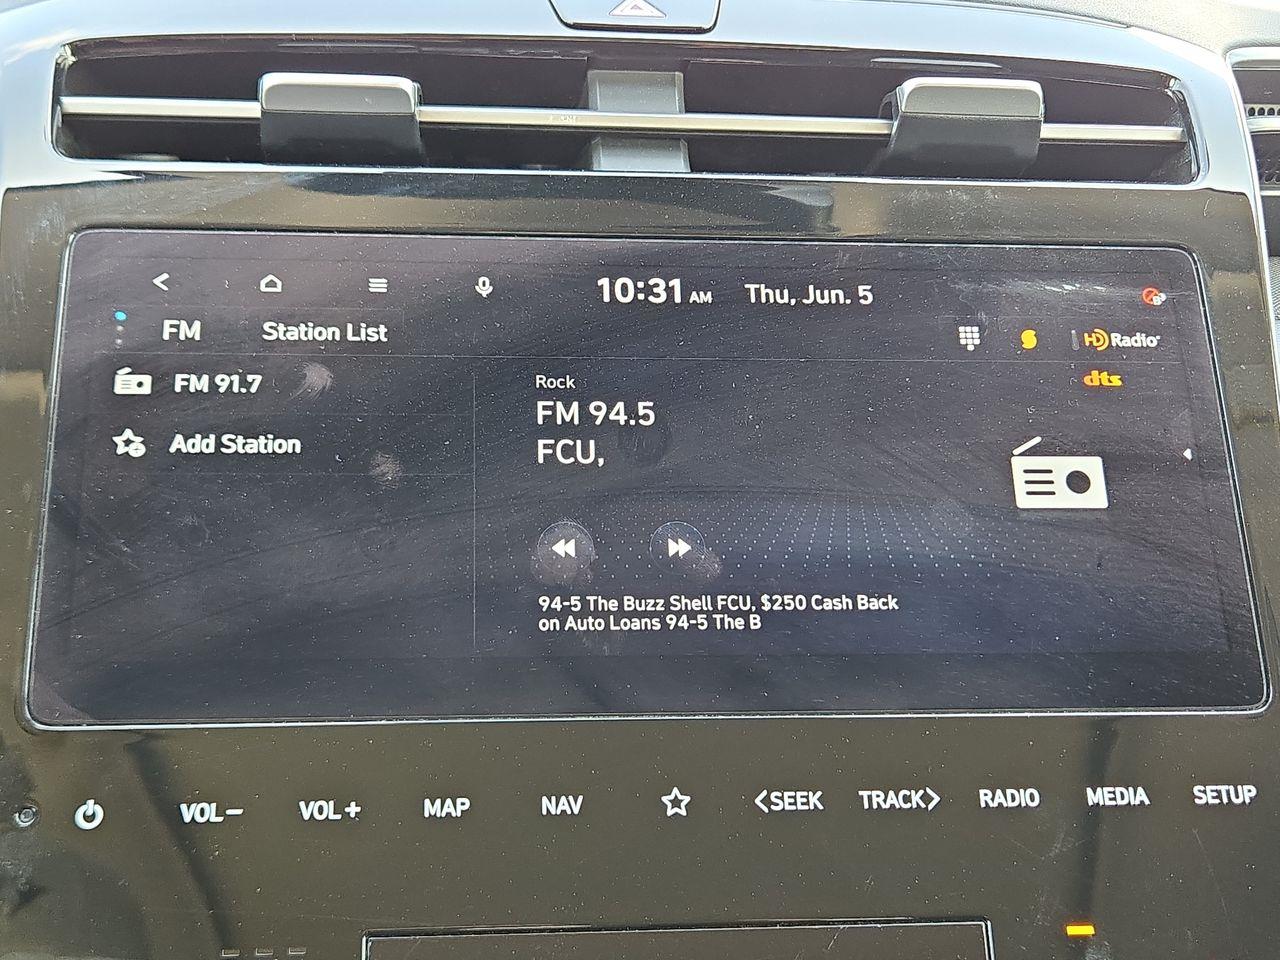 10:31 AM Thu, Jun. 5
FM Station List
HD Radio
dts
FM 91.7
Add Station
Rock
FM 94.5
FCU,
94-5 The Buzz Shell FCU, $250 Cash Back
on Auto Loans 94-5 The B
VOL− VOL+ MAP NAV <SEEK TRACK> RADIO MEDIA SETUP